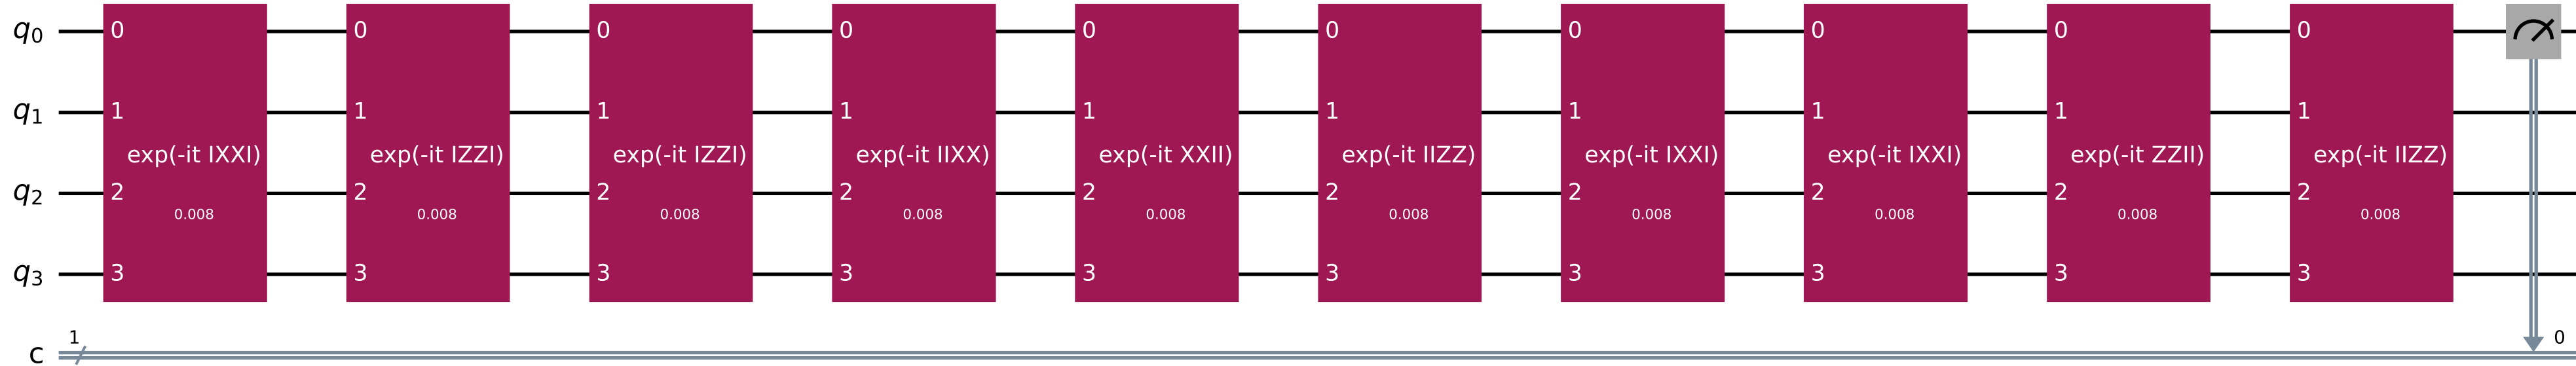 q0 0 0 0 0 0 0 0 0 0 0
q1 1 1 1 1 1 1 1 1 1 1
exp(-it IXXI) exp(-it IZZI) exp(-it IZZI) exp(-it IIXX) exp(-it XXII) exp(-it IIZZ) exp(-it IXXI) exp(-it IXXI) exp(-it ZZII) exp(-it IIZZ)
q2 2 2 2 2 2 2 2 2 2 2
0.008 0.008 0.008 0.008 0.008 0.008 0.008 0.008 0.008 0.008
q3 3 3 3 3 3 3 3 3 3 3
1 0
c